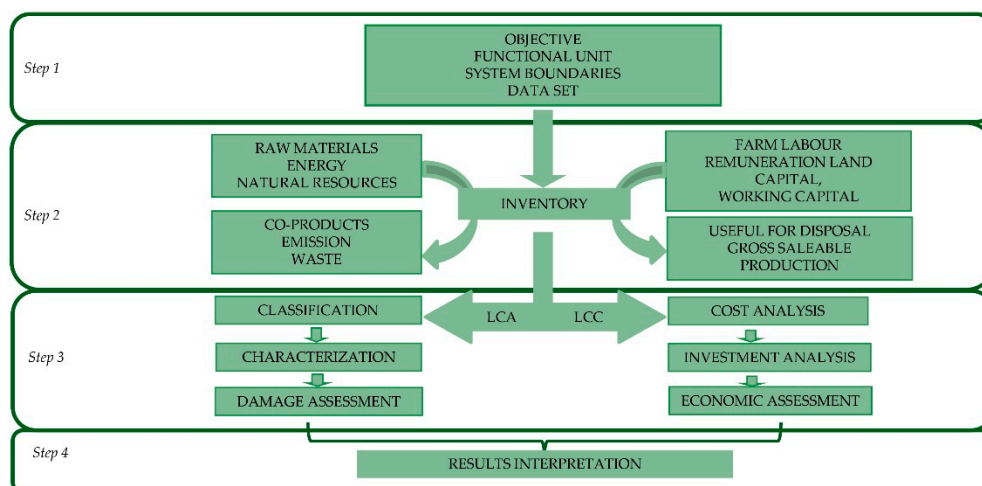 Step 1
OBJECTIVE
FUNCTIONAL UNIT
SYSTEM BOUNDARIES
DATA SET
Step 2
RAW MATERIALS
ENERGY
NATURAL RESOURCES
CO-PRODUCTS
EMISSION
WASTE
INVENTORY
FARM LABOUR
REMUNERATION LAND
CAPITAL,
WORKING CAPITAL
USEFUL FOR DISPOSAL
GROSS SALEABLE
PRODUCTION
Step 3
LCA
LCC
CLASSIFICATION
CHARACTERIZATION
DAMAGE ASSESSMENT
COST ANALYSIS
INVESTMENT ANALYSIS
ECONOMIC ASSESSMENT
Step 4
RESULTS INTERPRETATION